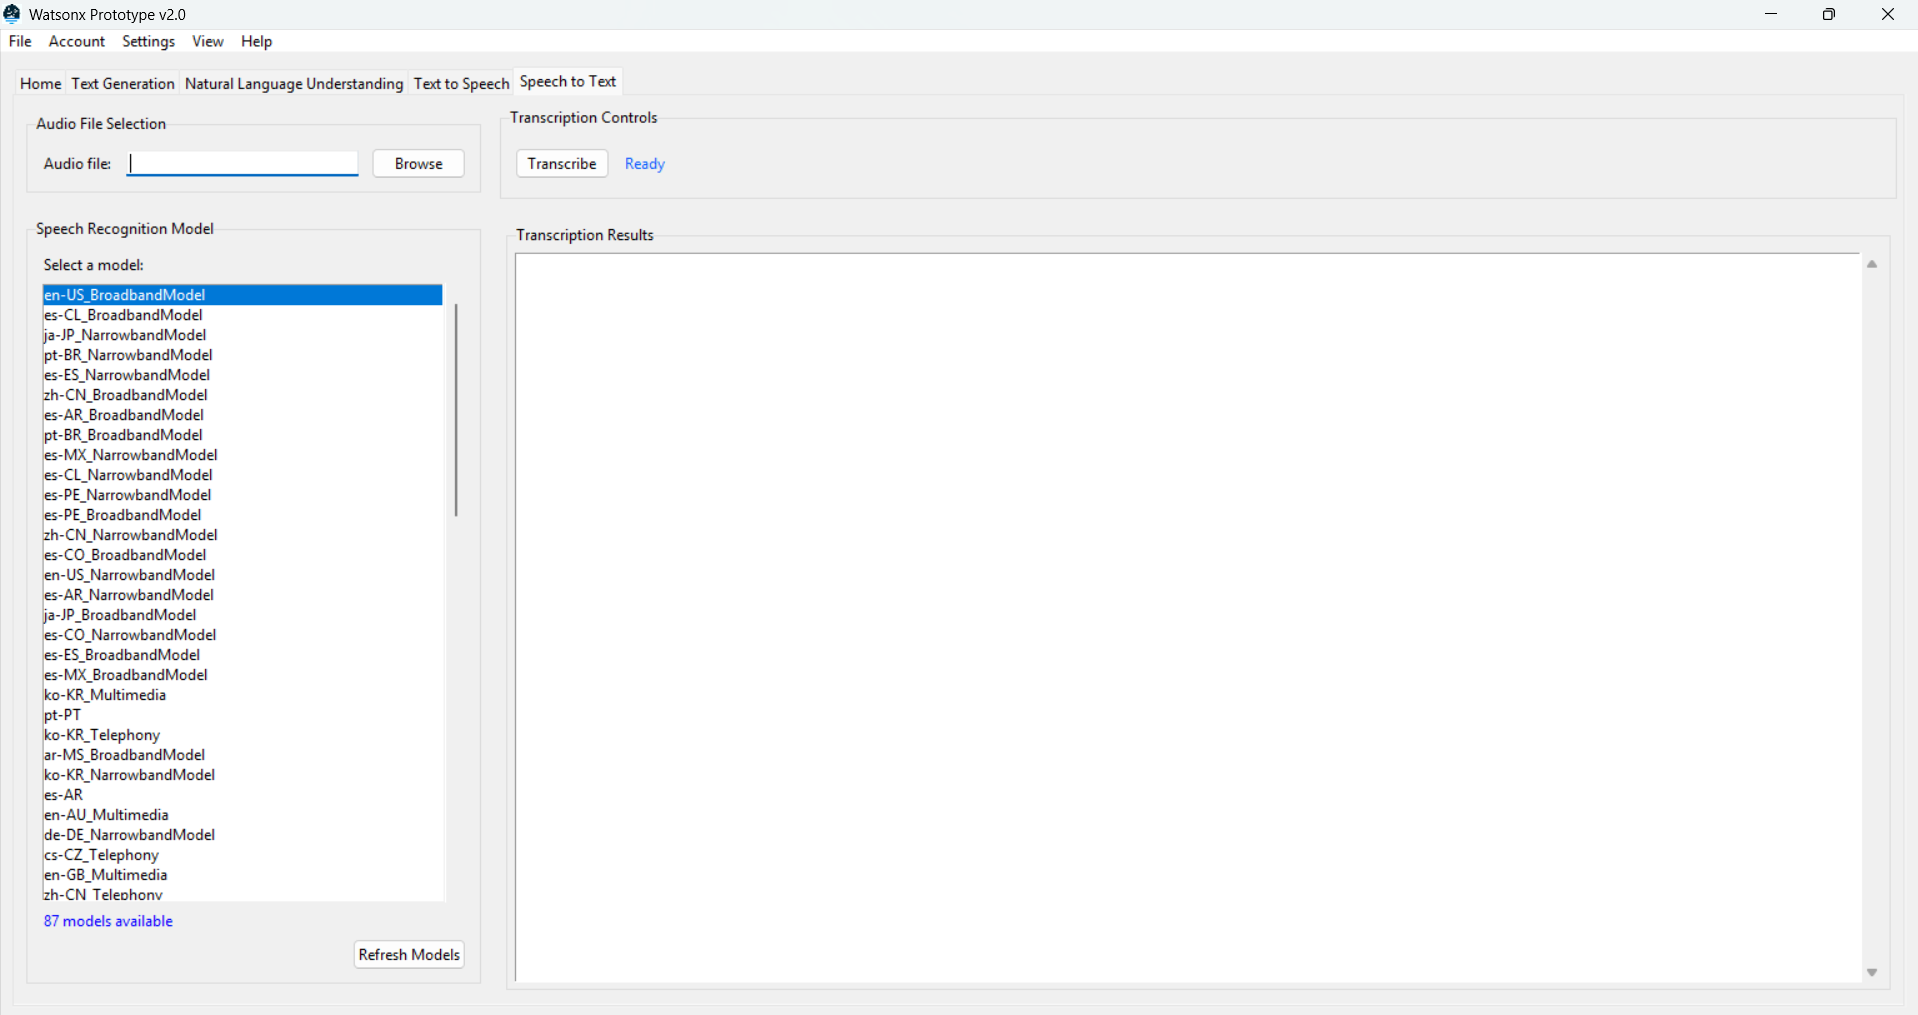 Watsonx Prototype v2.0
File Account Settings View Help
Home Text Generation Natural Language Understanding Text to Speech Speech to Text
Audio File Selection
Audio file: Browse
Transcription Controls
Transcribe Ready
Speech Recognition Model
Select a model:
en-US_BroadbandModel
es-CL_BroadbandModel
ja-JP_NarrowbandModel
pt-BR_NarrowbandModel
es-ES_NarrowbandModel
zh-CN_BroadbandModel
es-AR_BroadbandModel
pt-BR_BroadbandModel
es-MX_NarrowbandModel
es-CL_NarrowbandModel
es-PE_NarrowbandModel
es-PE_BroadbandModel
zh-CN_NarrowbandModel
es-CO_BroadbandModel
en-US_NarrowbandModel
es-AR_NarrowbandModel
ja-JP_BroadbandModel
es-CO_NarrowbandModel
es-ES_BroadbandModel
es-MX_BroadbandModel
ko-KR_Multimedia
pt-PT
ko-KR_Telephony
ar-MS_BroadbandModel
ko-KR_NarrowbandModel
es-AR
en-AU_Multimedia
de-DE_NarrowbandModel
cs-CZ_Telephony
en-GB_Multimedia
zh-CN_Telephony
87 models available
Refresh Models
Transcription Results